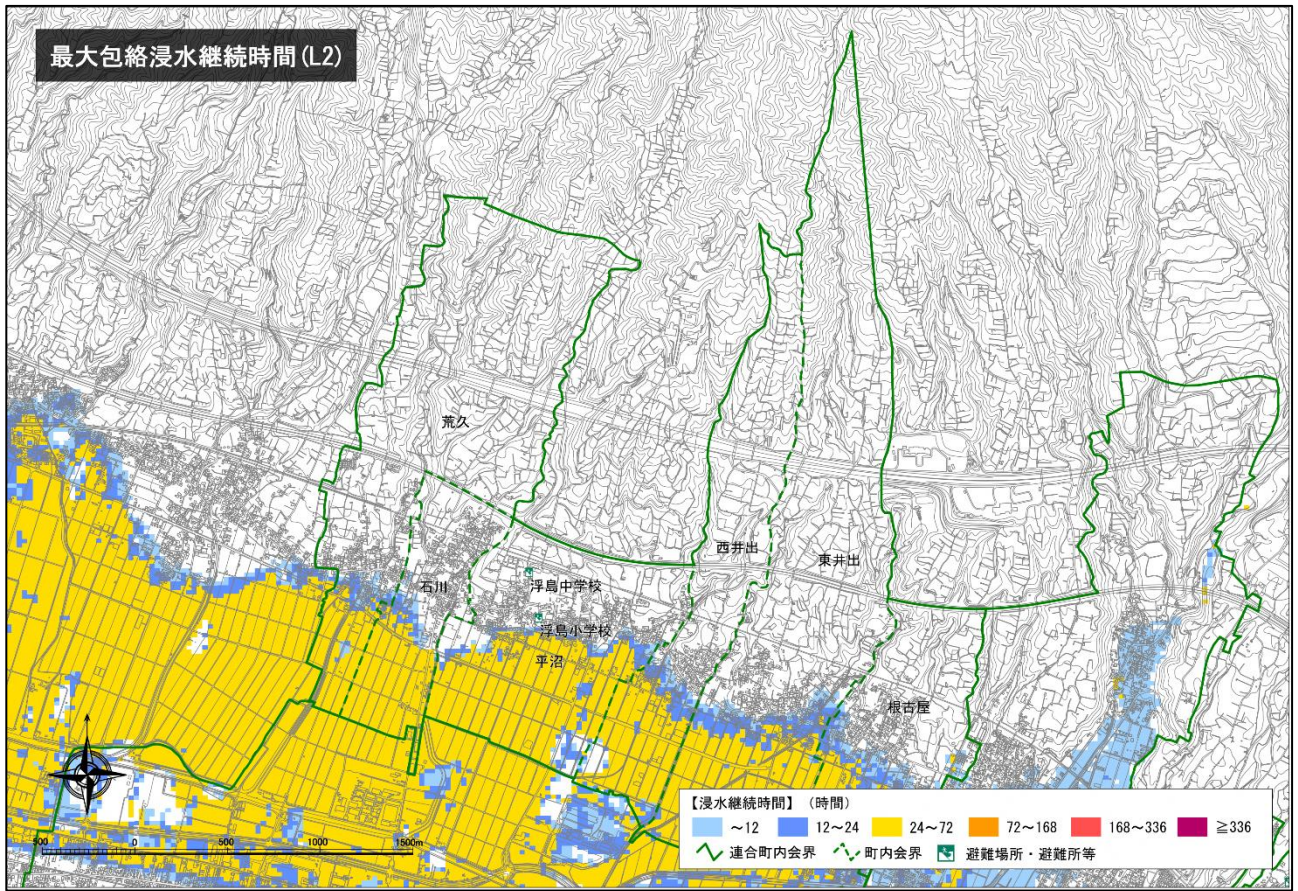 最大包絡浸水継続時間(L2)
荒久
石川
浮島中学校
浮島小学校
平沼
西井出
東井出
根古屋
500 0 500 1000 1500m
【浸水継続時間】 (時間)
~12 12~24 24~72 72~168 168~336 ≧336
連合町内会界 町内会界 避難場所・避難所等